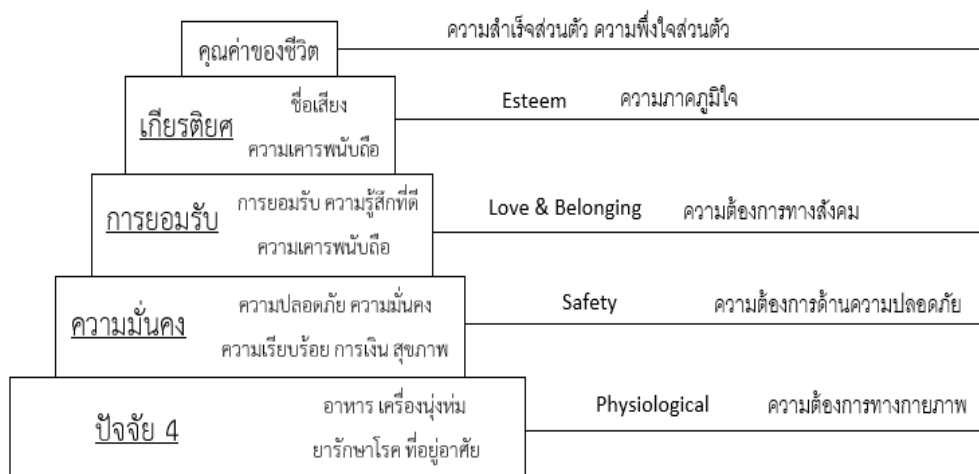 ความสำเร็จส่วนตัว ความพึ่งใจส่วนตัว
คุณค่าของชีวิต
เกียรติยศ
ชื่อเสียง
ความเคารพนับถือ
Esteem ความภาคภูมิใจ
การยอมรับ
การยอมรับ ความรู้สึกที่ดี
ความเคารพนับถือ
Love & Belonging ความต้องการทางสังคม
ความมั่นคง
ความปลอดภัย ความมั่นคง
ความเรียบร้อย การเงิน สุขภาพ
Safety ความต้องการด้านความปลอดภัย
ปัจจัย 4
อาหาร เครื่องนุ่งห่ม
ยารักษาโรค ที่อยู่อาศัย
Physiological ความต้องการทางกายภาพ